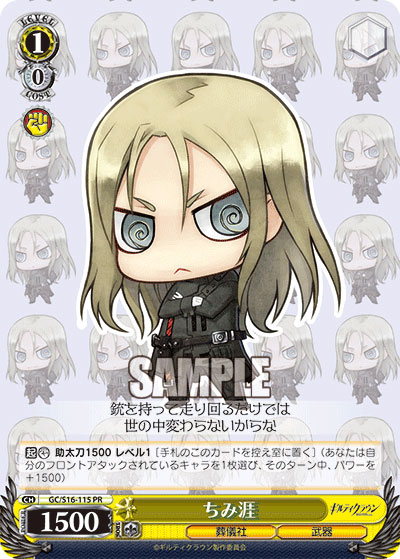 LEVEL
1
0
COST
SAMPLE
銃を持って走り回るだけでは
世の中変わらないがらな
起 助太刀1500 レベル1 [手札のこのカードを控え室に置く] (あなたは自
分のフロントアタックされているキャラを1枚選び、そのターン中、パワーを
+1500)
CH GC/S16-115 PR
ちみ涯
ギルティクラウン
1500
葬儀社
武器
©ギルティクラウン製作委員会